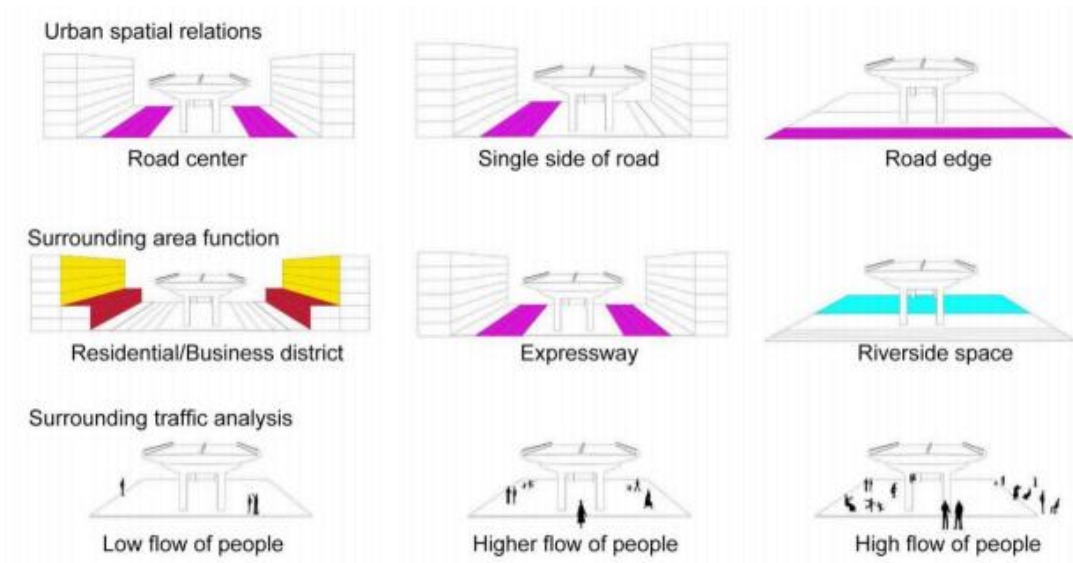 Urban spatial relations
Road center
Single side of road
Road edge
Surrounding area function
Residential/Business district
Expressway
Riverside space
Surrounding traffic analysis
Low flow of people
Higher flow of people
High flow of people